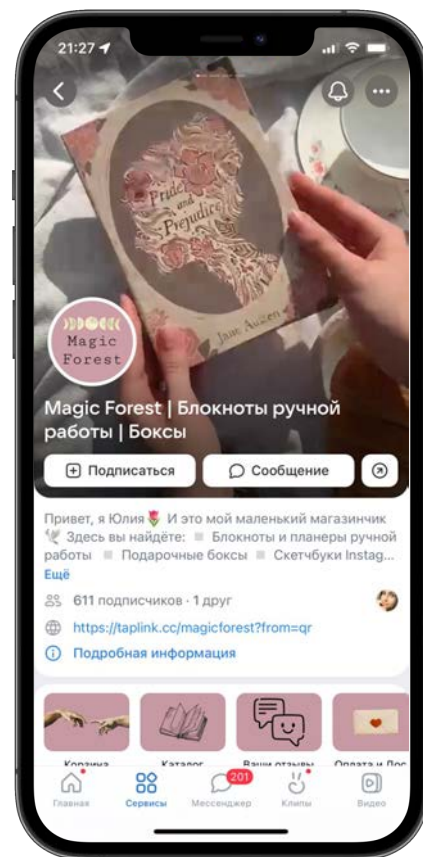 21:27
Pride
and
Prejudice
Jane Austen
Magic
Forest
Magic Forest | Блокноты ручной
работы | Боксы
Подписаться
Сообщение
Привет, я Юлия🌷 И это мой маленький магазинчик
🕊 Здесь вы найдёте: ◽ Блокноты и планеры ручной
работы ◽ Подарочные боксы ◽ Скетчбуки Instag...
Ещё
611 подписчиков · 1 друг
https://taplink.cc/magicforest?from=qr
Подробная информация
Корзина Каталог Ваши отзывы Оплата и Дос
201
Главная Сервисы Мессенджер Клипы Видео